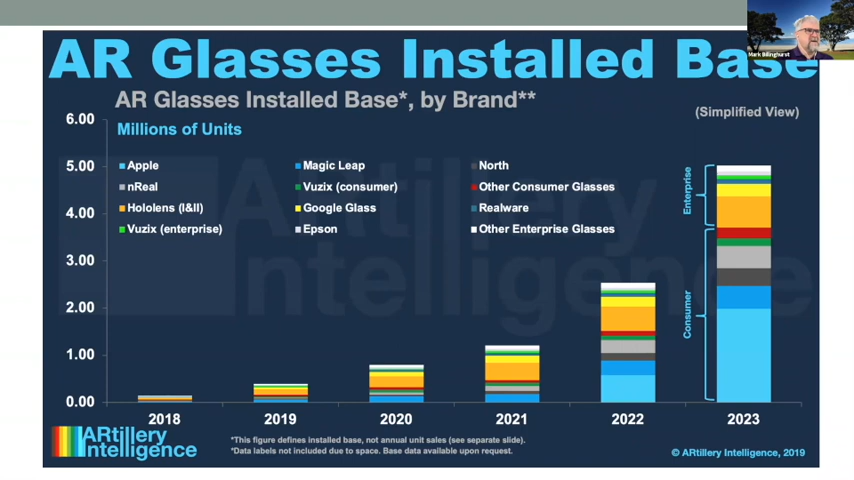 AR Glasses Installed Base
AR Glasses Installed Base*, by Brand**
(Simplified View)
Mark Billinghurst
Millions of Units
6.00
5.00
4.00
3.00
2.00
1.00
0.00
Apple
Magic Leap
North
nReal
Vuzix (consumer)
Other Consumer Glasses
Hololens (I&II)
Google Glass
Realware
Vuzix (enterprise)
Epson
Other Enterprise Glasses
Enterprise
Consumer
ARtillery
Intelligence
2018
2019
2020
2021
2022
2023
ARtillery
Intelligence
*This figure defines installed base, not annual unit sales (see separate slide).
*Data labels not included due to space. Base data available upon request.
© ARtillery Intelligence, 2019